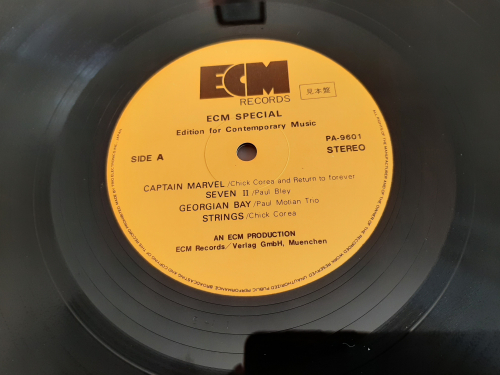 ECM
RECORDS
見本盤
ECM SPECIAL
Edition for Contemporary Music
PA-9601
SIDE A
STEREO
CAPTAIN MARVEL/Chick Corea and Return to forever
SEVEN II/Paul Bley
GEORGIAN BAY/Paul Motian Trio
STRINGS/Chick Corea
AN ECM PRODUCTION
ECM Records/Verlag GmbH, Muenchen